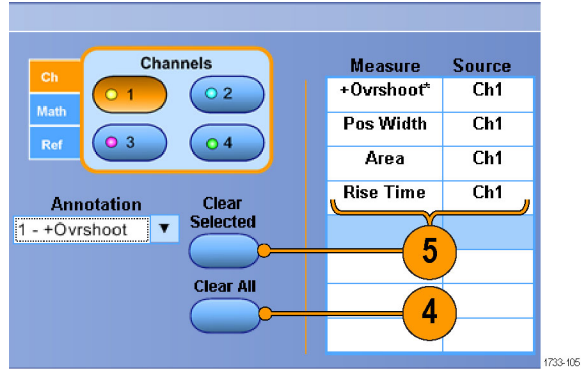 Channels
Ch
Math
Ref
1
2
3
4
Annotation
1 - +Ovrshoot
Clear
Selected
Clear All
Measure Source
+Ovrshoot* Ch1
Pos Width Ch1
Area Ch1
Rise Time Ch1
5
4
1733-105